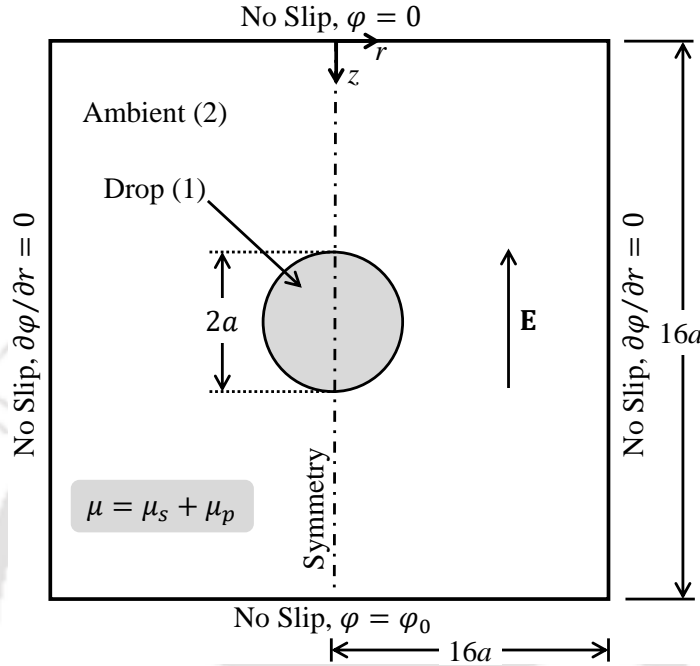 No Slip, φ = 0
r
z
Ambient (2)
Drop (1)
No Slip, ∂φ/∂r = 0
2a
E
No Slip, ∂φ/∂r = 0
16a
Symmetry
μ = μₛ + μₚ
No Slip, φ = φ₀
16a